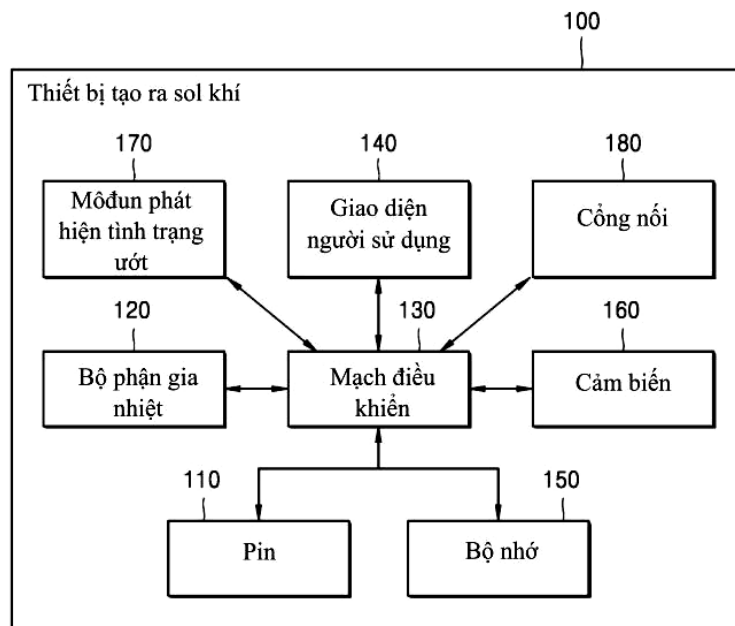 100
Thiết bị tạo ra sol khí
170
140
180
Môđun phát
hiện tình trạng
ướt
Giao diện
người sử dụng
Cổng nối
120
130
160
Bộ phận gia
nhiệt
Mạch điều
khiển
Cảm biến
110
150
Pin
Bộ nhớ